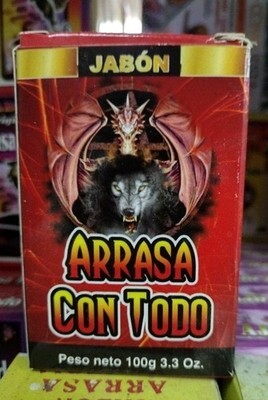 JABÓN
ARRASA
CON TODO
Peso neto 100g 3.3 Oz.
ARRASA